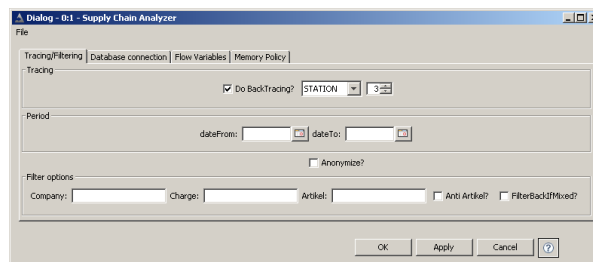 Dialog - 0:1 - Supply Chain Analyzer
File
Tracing/Filtering Database connection Flow Variables Memory Policy
Tracing
Do BackTracing? STATION 3
Period
dateFrom: dateTo:
Anonymize?
Filter options
Company: Charge: Artikel: Anti Artikel? FilterBackIfMixed?
OK Apply Cancel ?